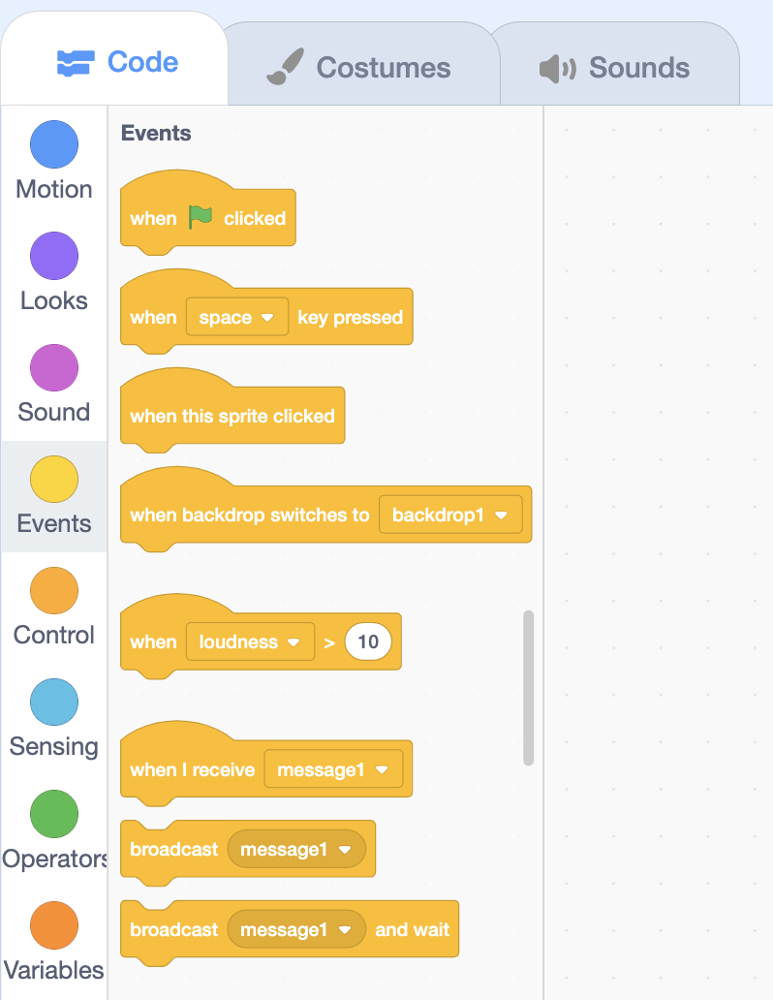 Code
Costumes
Sounds
Motion
Looks
Sound
Events
Control
Sensing
Operators
Variables
Events
when clicked
when space key pressed
when this sprite clicked
when backdrop switches to backdrop1
when loudness > 10
when I receive message1
broadcast message1
broadcast message1 and wait